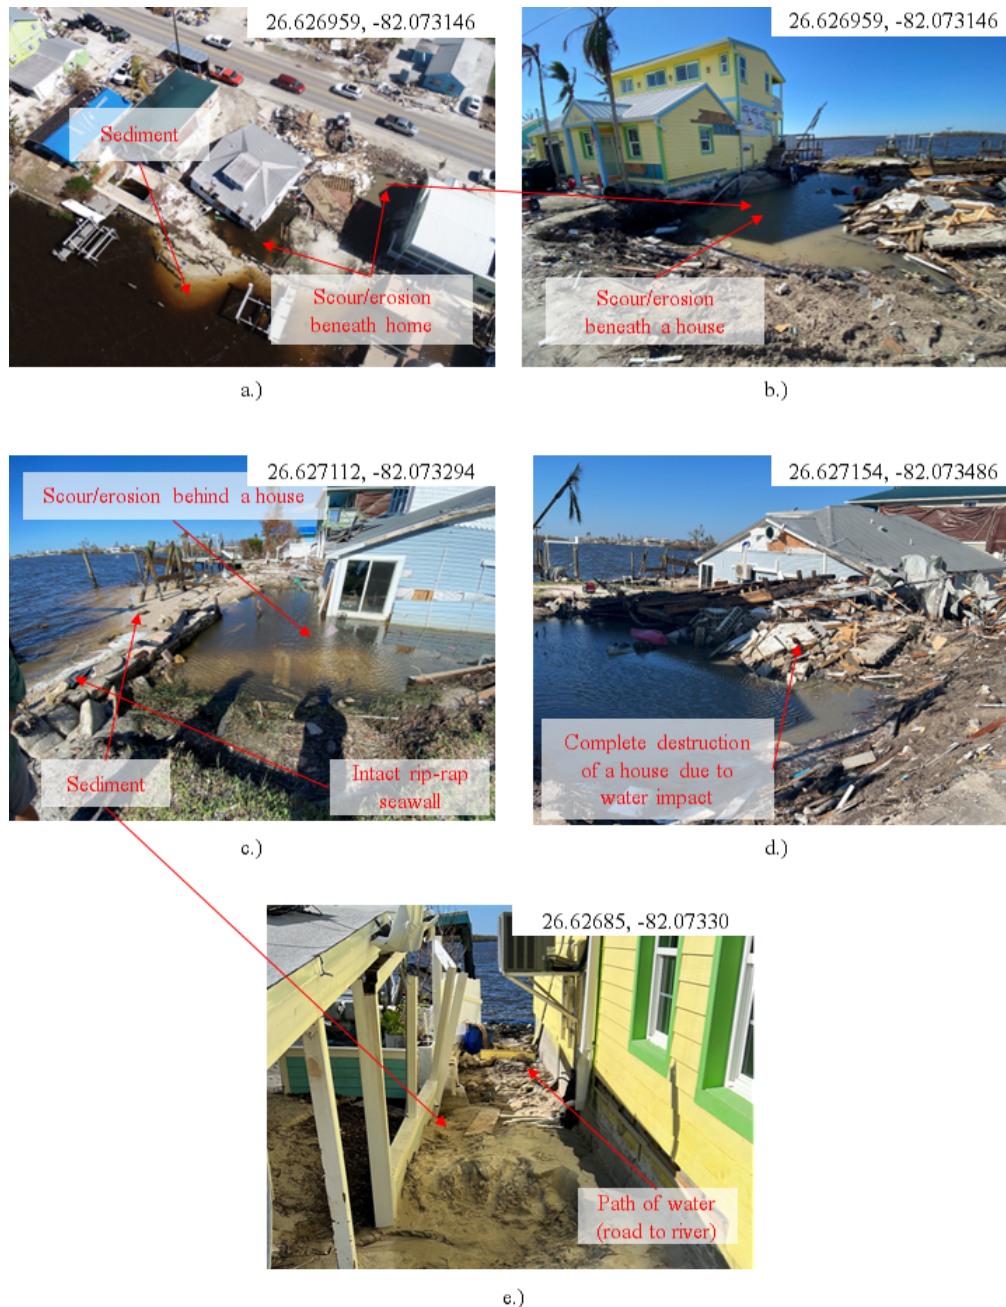 26.626959, -82.073146
26.626959, -82.073146
Sediment
Scour/erosion
beneath home
Scour/erosion
beneath a house
a.)
b.)
26.627112, -82.073294
26.627154, -82.073486
Scour/erosion behind a house
Sediment
Intact rip-rap
seawall
Complete destruction
of a house due to
water impact
c.)
d.)
26.62685, -82.07330
Path of water
(road to river)
e.)